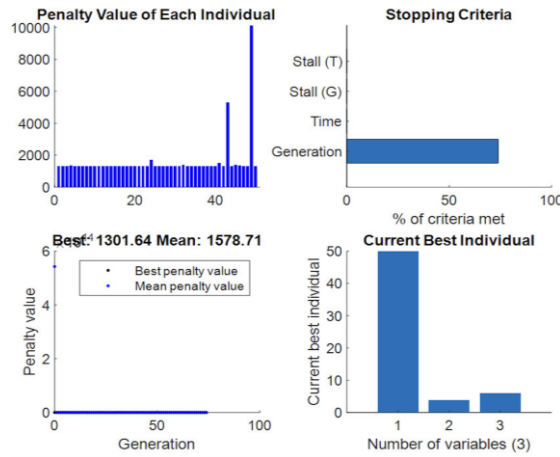 Penalty Value of Each Individual
10000
8000
6000
4000
2000
0
0
20
40
Stopping Criteria
Stall (T)
Stall (G)
Time
Generation
0
50
100
% of criteria met
Best: 1301.64 Mean: 1578.71
6
4
2
0
Penalty value
Best penalty value
Mean penalty value
0
50
100
Generation
Current Best Individual
50
40
30
20
10
0
Current best individual
1
2
3
Number of variables (3)